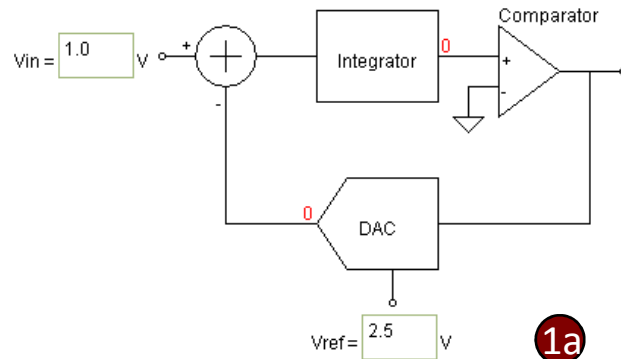 Comparator
Vin = 1.0 V
+
-
Integrator
0
+
-
0
DAC
Vref = 2.5 V
1a